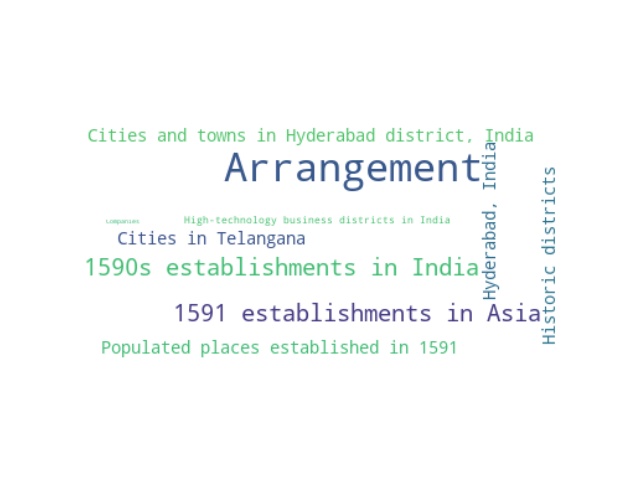 Cities and towns in Hyderabad district, India
Arrangement
Hyderabad, India
Historic districts
Companies
High-technology business districts in India
Cities in Telangana
1590s establishments in India
1591 establishments in Asia
Populated places established in 1591